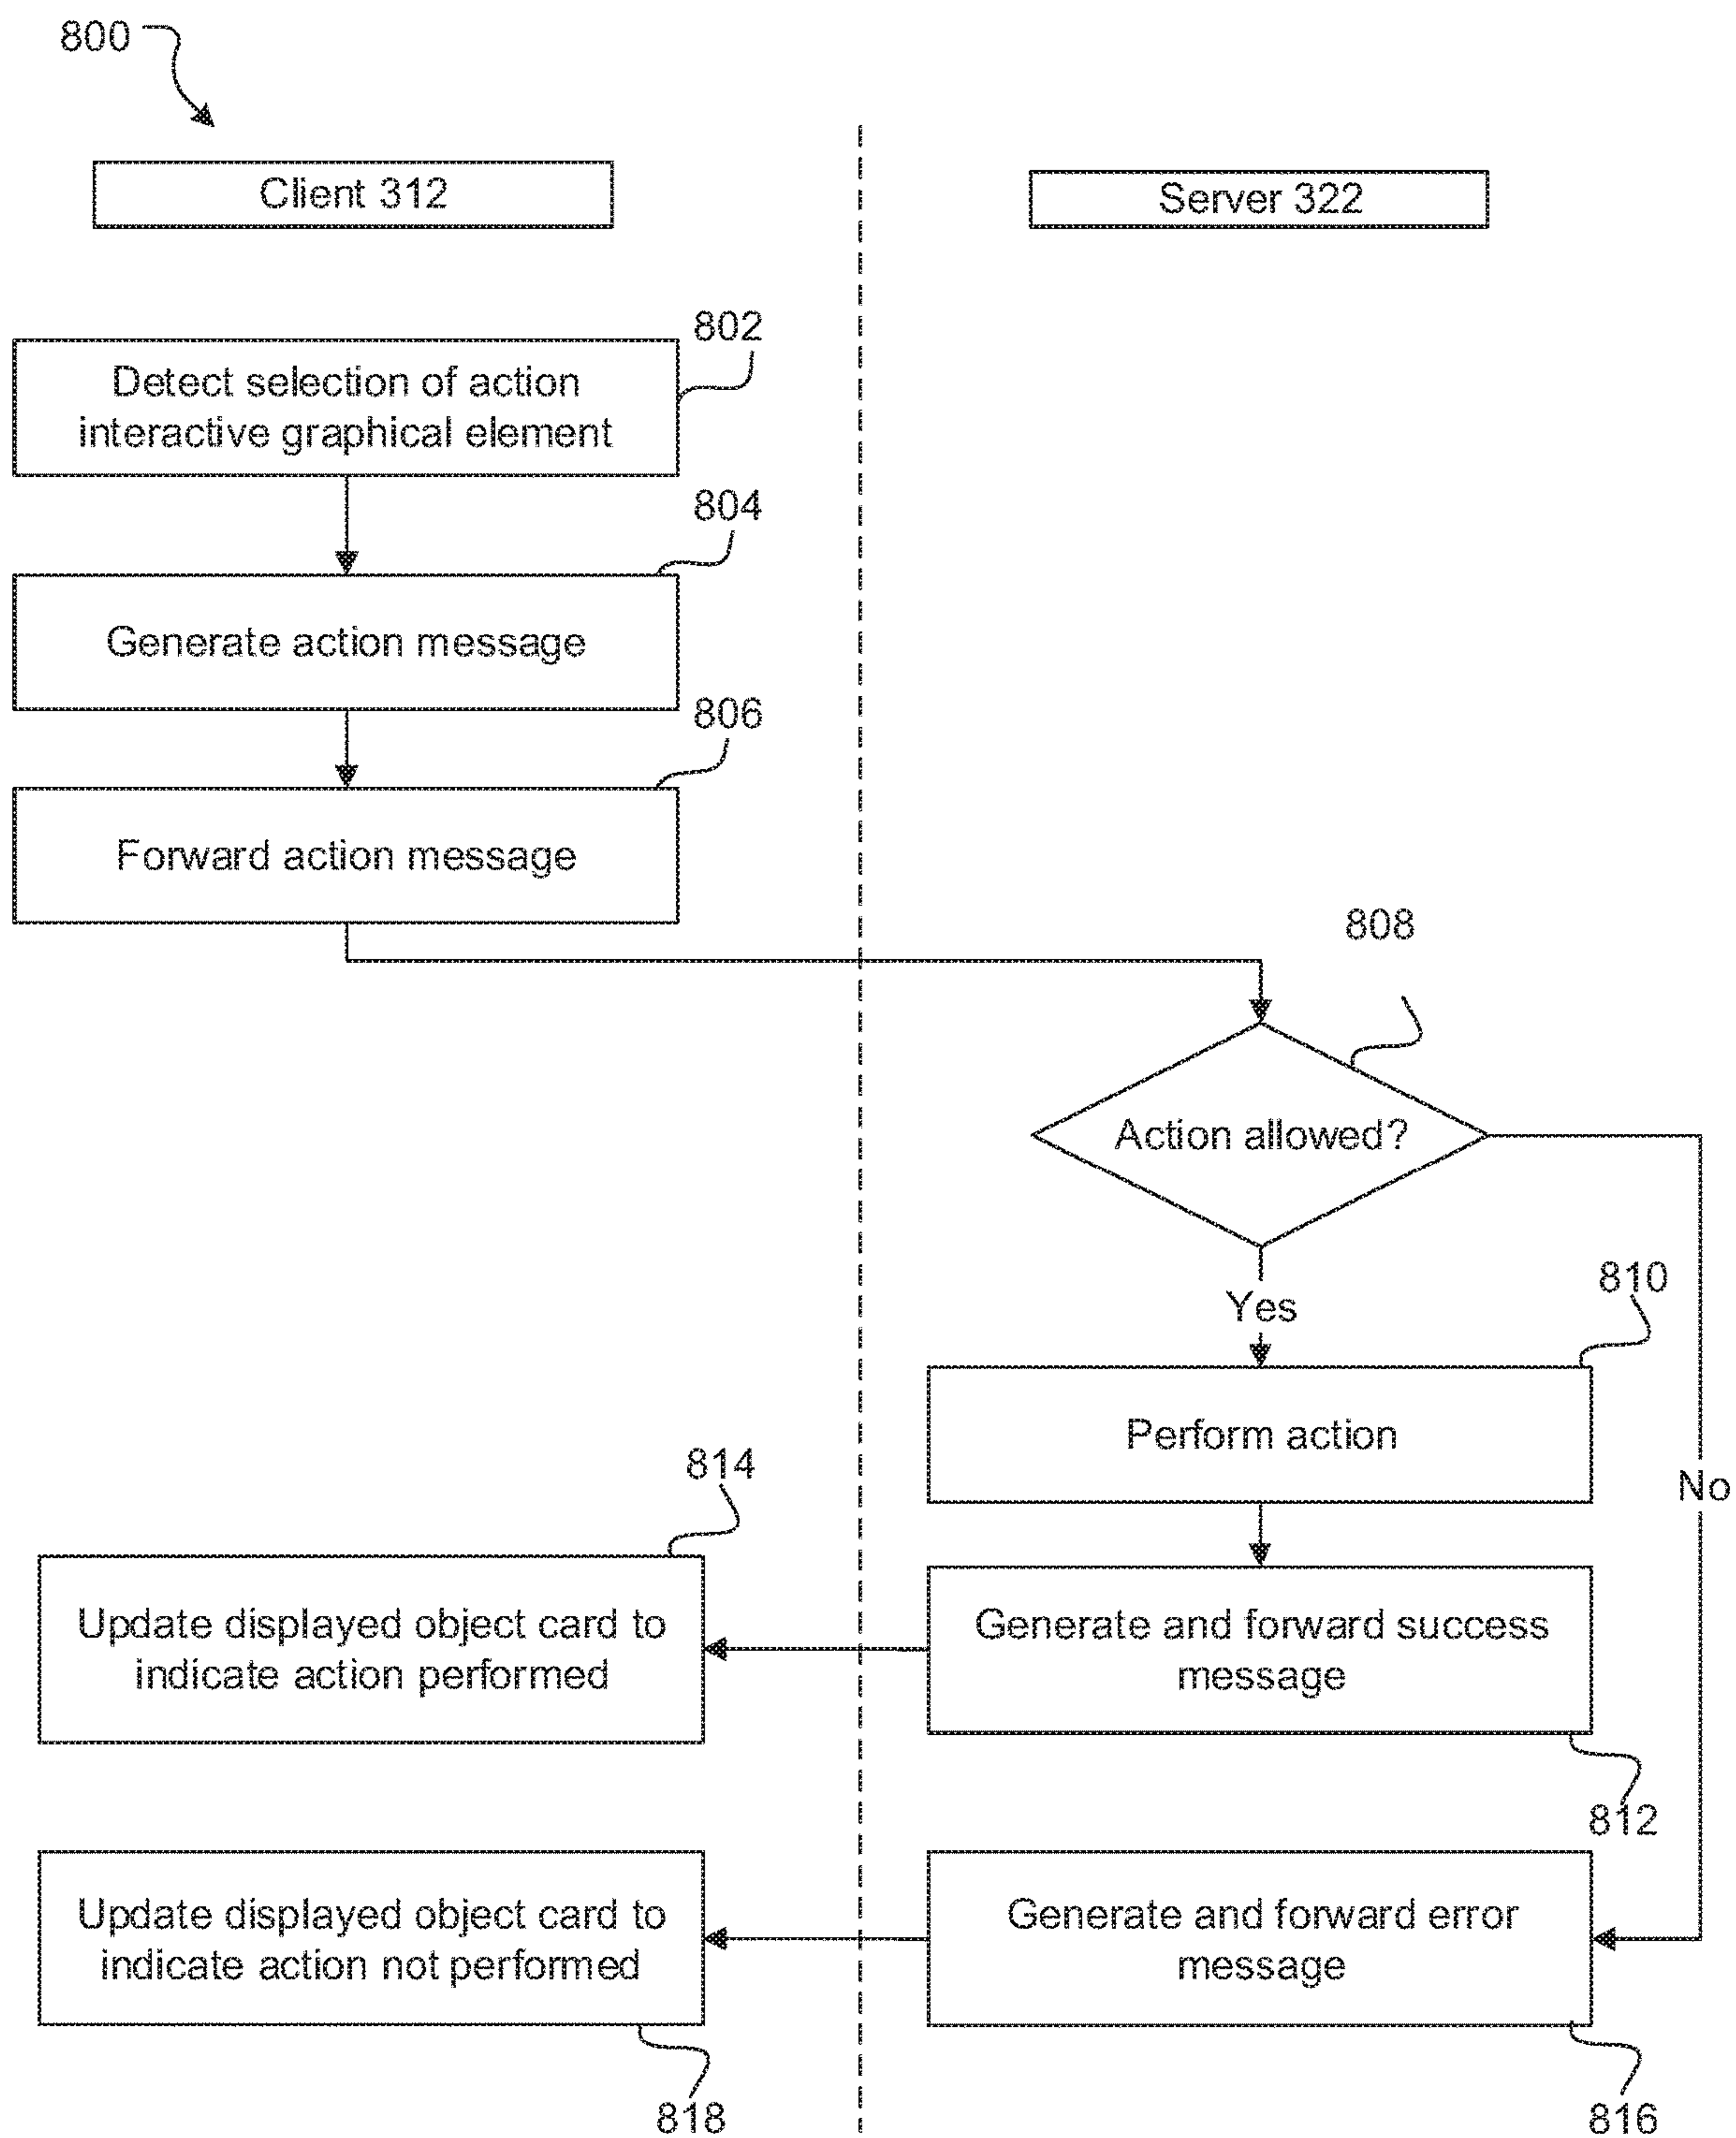 800
Client 312
Server 322
802
Detect selection of action
interactive graphical element
804
Generate action message
806
Forward action message
808
Action allowed?
Yes
810
Perform action
No
814
Update displayed object card to
indicate action performed
Generate and forward success
message
812
Update displayed object card to
indicate action not performed
Generate and forward error
message
818
816